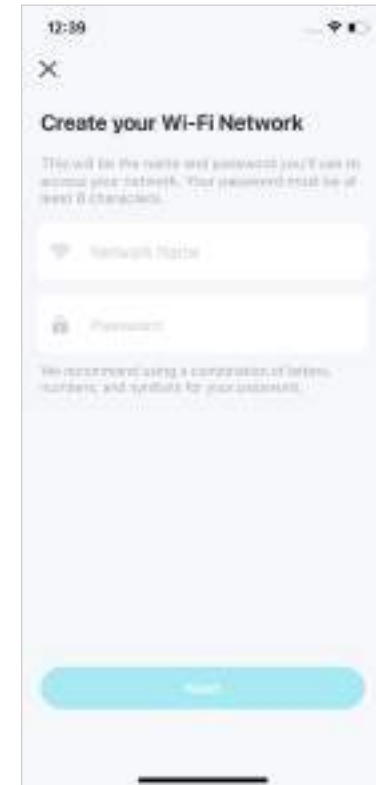 12:39
Create your Wi-Fi Network
This will be the name and password you'll use to
access your network. Your password must be at
least 8 characters.
Network Name
Password
We recommend using a combination of letters,
numbers, and symbols for your password.
Next